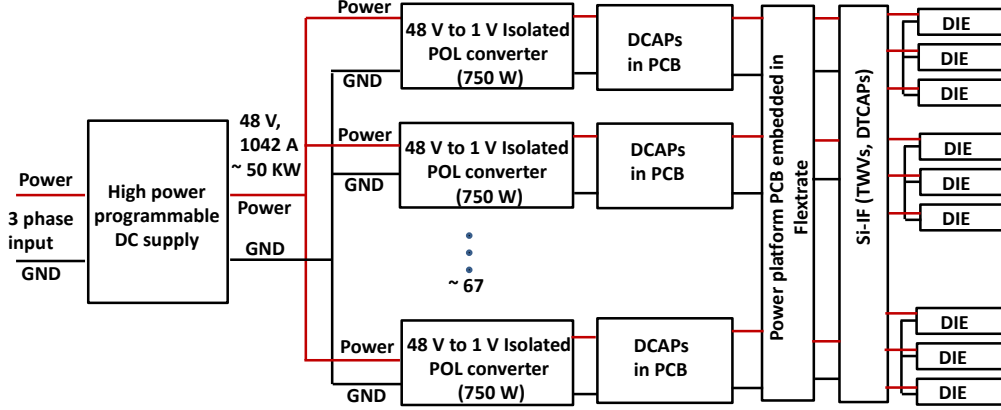 Power
3 phase
input
GND
High power
programmable
DC supply
48 V,
1042 A
~ 50 KW
Power
GND
Power
GND
48 V to 1 V Isolated
POL converter
(750 W)
DCAPs
in PCB
Power
GND
48 V to 1 V Isolated
POL converter
(750 W)
DCAPs
in PCB
~ 67
Power
GND
48 V to 1 V Isolated
POL converter
(750 W)
DCAPs
in PCB
Power platform PCB embedded in
Flextrate
Si-IF (TWVs, DTCAPs)
DIE
DIE
DIE
DIE
DIE
DIE
DIE
DIE
DIE